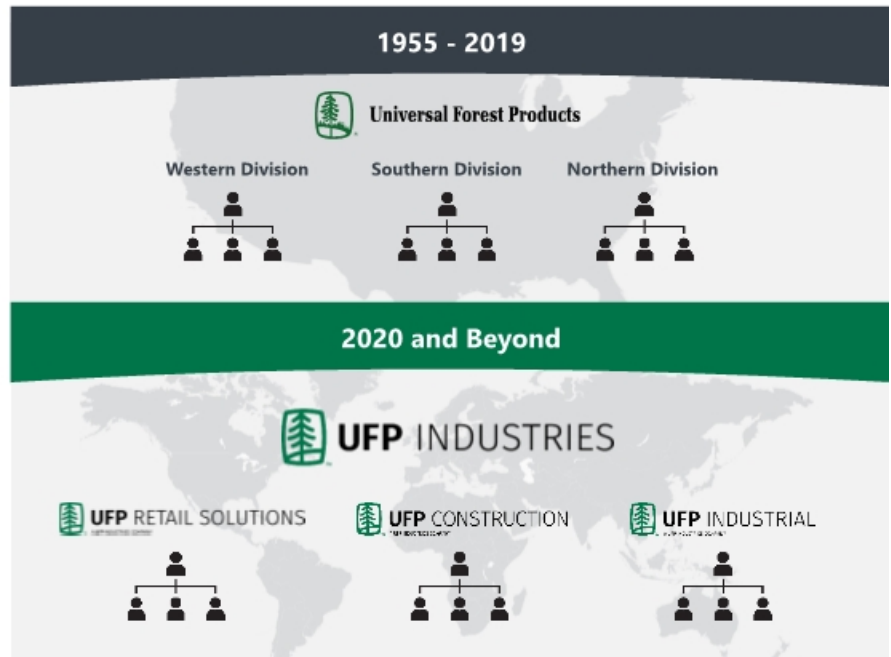 1955 - 2019
Universal Forest Products
Western Division Southern Division Northern Division
2020 and Beyond
UFP INDUSTRIES
UFP RETAIL SOLUTIONS UFP CONSTRUCTION UFP INDUSTRIAL